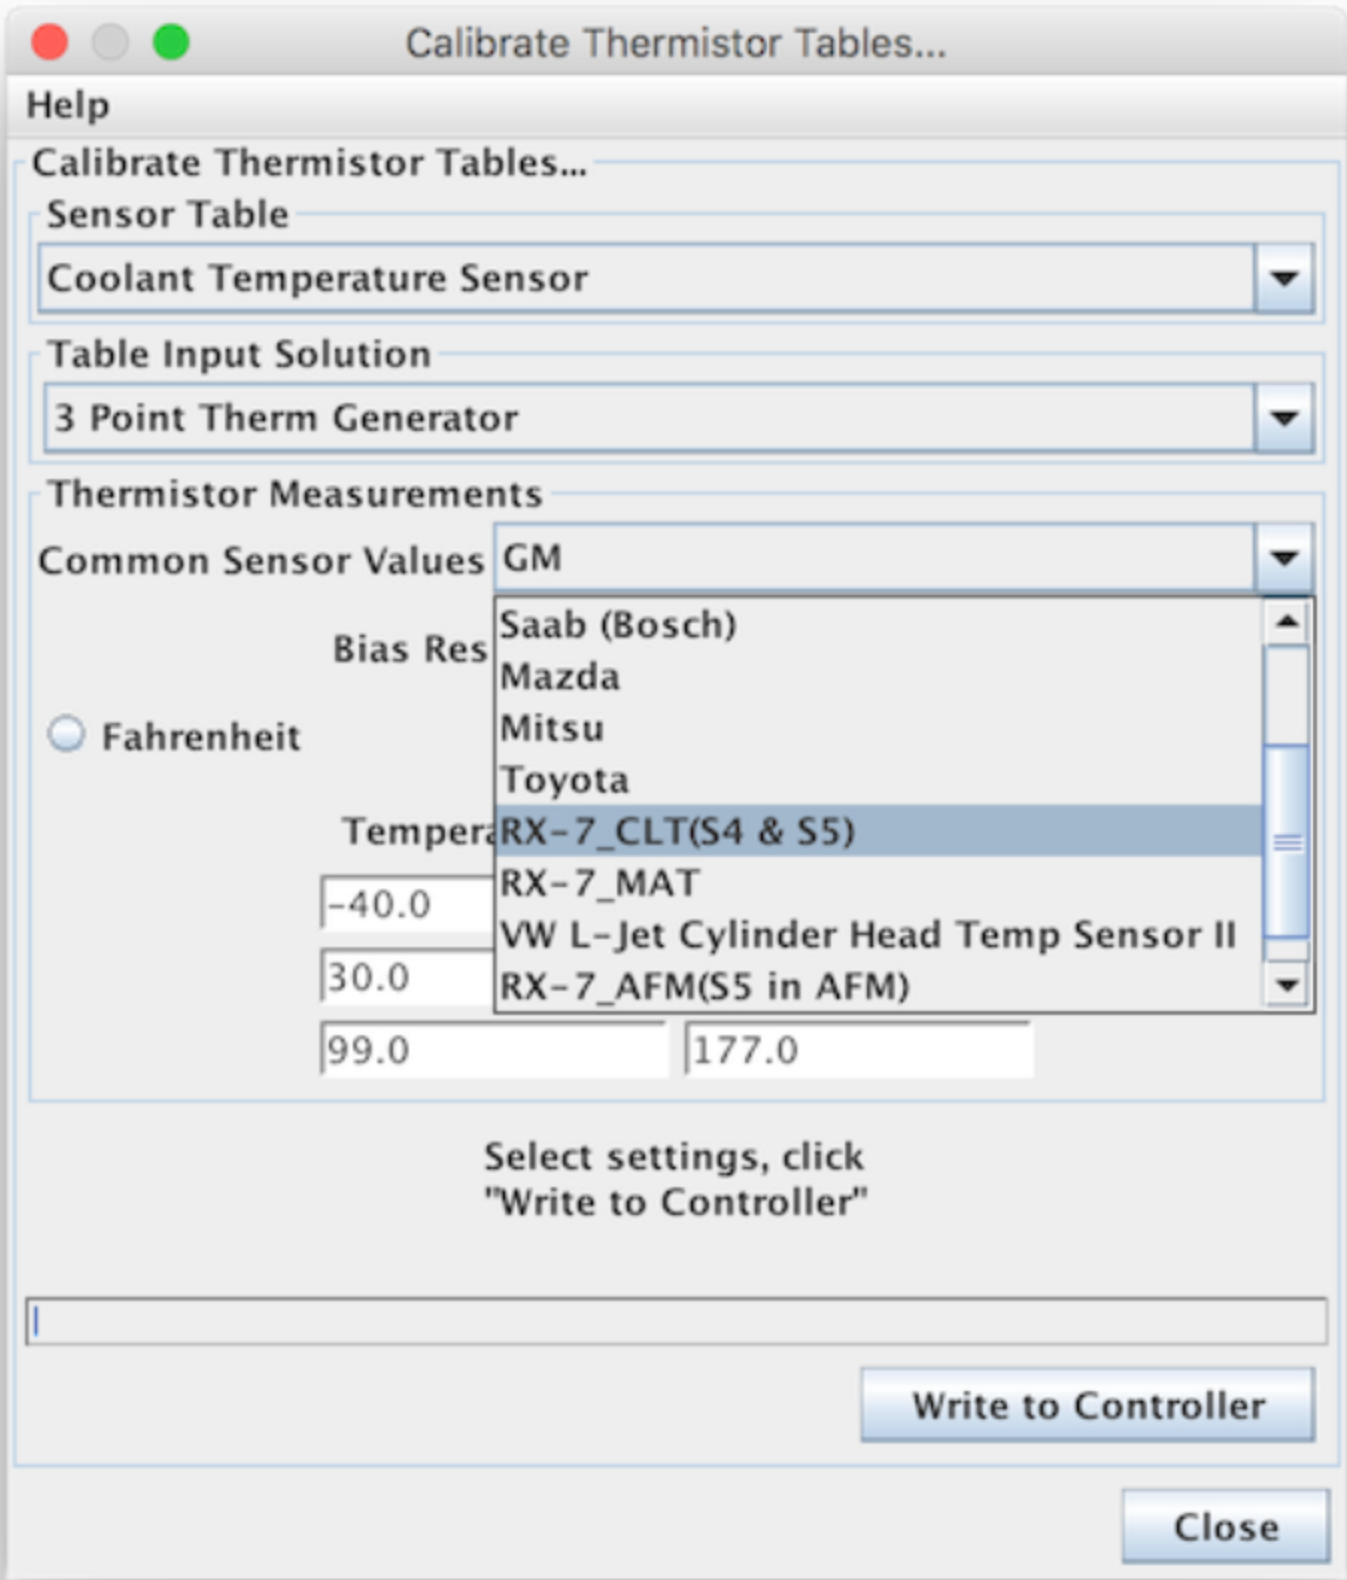 Calibrate Thermistor Tables...
Help
Calibrate Thermistor Tables...
Sensor Table
Coolant Temperature Sensor
Table Input Solution
3 Point Therm Generator
Thermistor Measurements
Common Sensor Values GM
Saab (Bosch)
Bias Res
Mazda
Mitsu
Fahrenheit
Toyota
Tempera
RX-7_CLT(S4 & S5)
RX-7_MAT
-40.0
VW L-Jet Cylinder Head Temp Sensor II
30.0
RX-7_AFM(S5 in AFM)
99.0 177.0
Select settings, click
"Write to Controller"
Write to Controller
Close